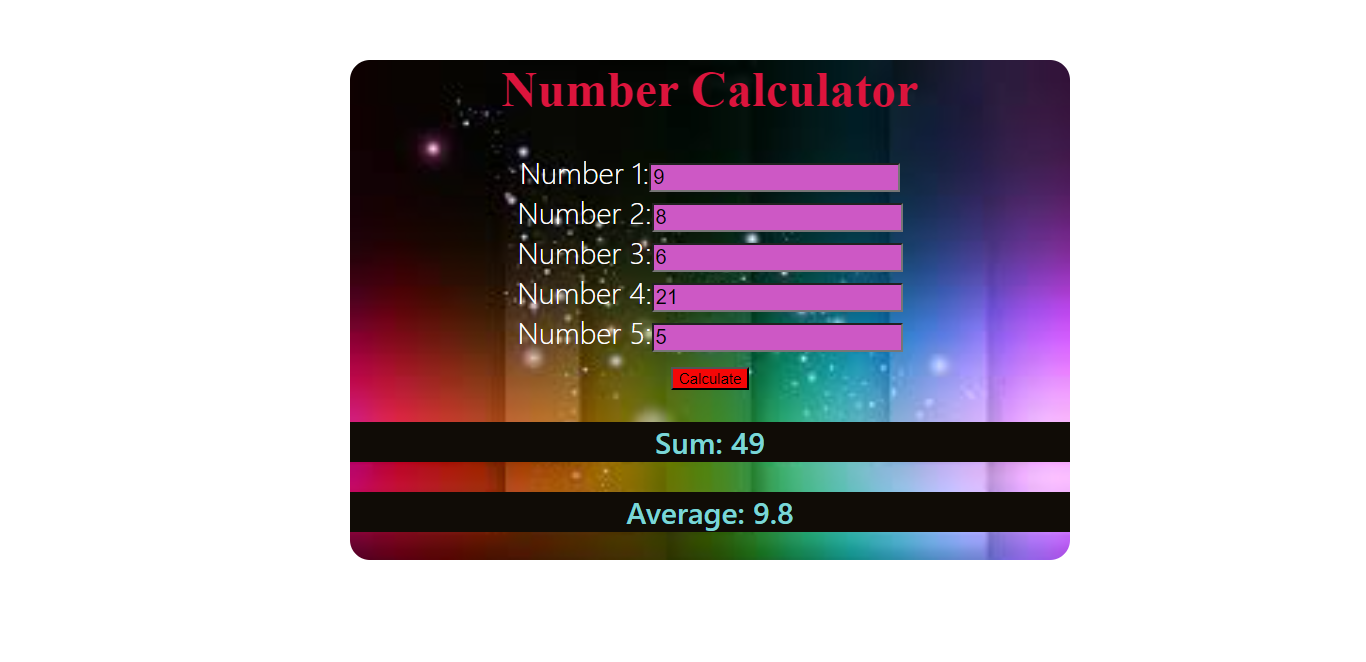 Number Calculator
Number 1: 9
Number 2: 8
Number 3: 6
Number 4: 21
Number 5: 5
Calculate
Sum: 49
Average: 9.8